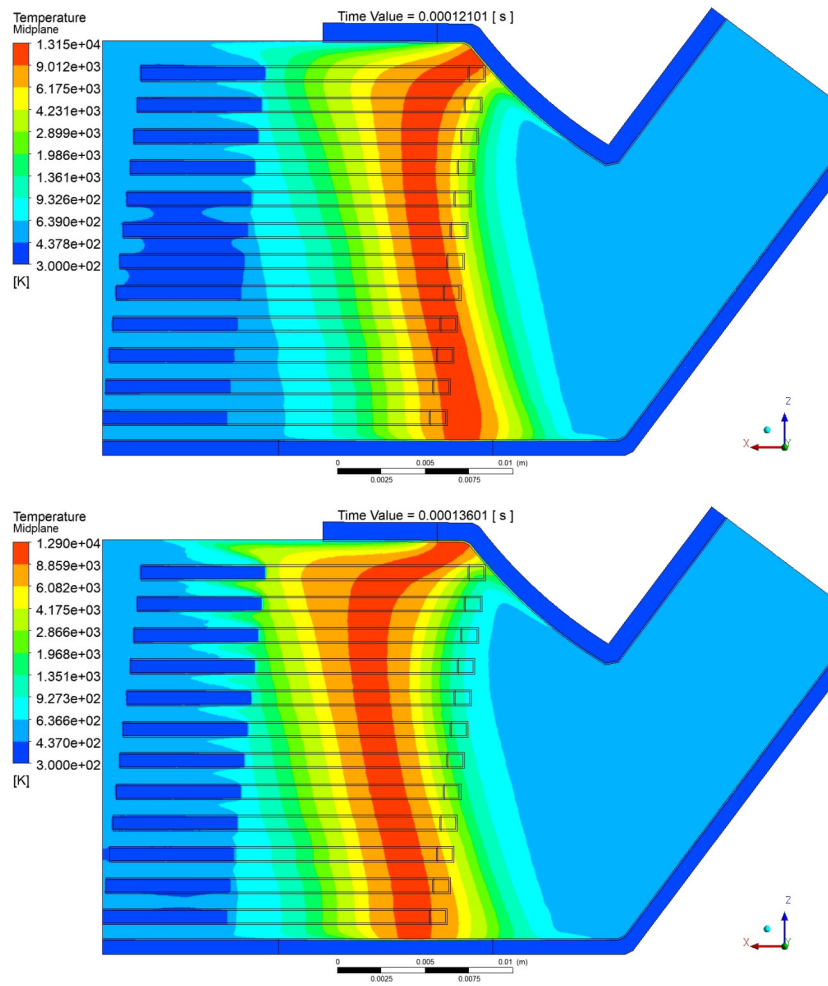 Temperature
Midplane
Time Value = 0.00012101 [ s ]
1.315e+04
9.012e+03
6.175e+03
4.231e+03
2.899e+03
1.986e+03
1.361e+03
9.326e+02
6.390e+02
4.378e+02
3.000e+02
[K]
Z
X
Y
0 0.005 0.01 (m)
0.0025 0.0075
Temperature
Midplane
Time Value = 0.00013601 [ s ]
1.290e+04
8.859e+03
6.082e+03
4.175e+03
2.866e+03
1.968e+03
1.351e+03
9.273e+02
6.366e+02
4.370e+02
3.000e+02
[K]
Z
X
Y
0 0.005 0.01 (m)
0.0025 0.0075